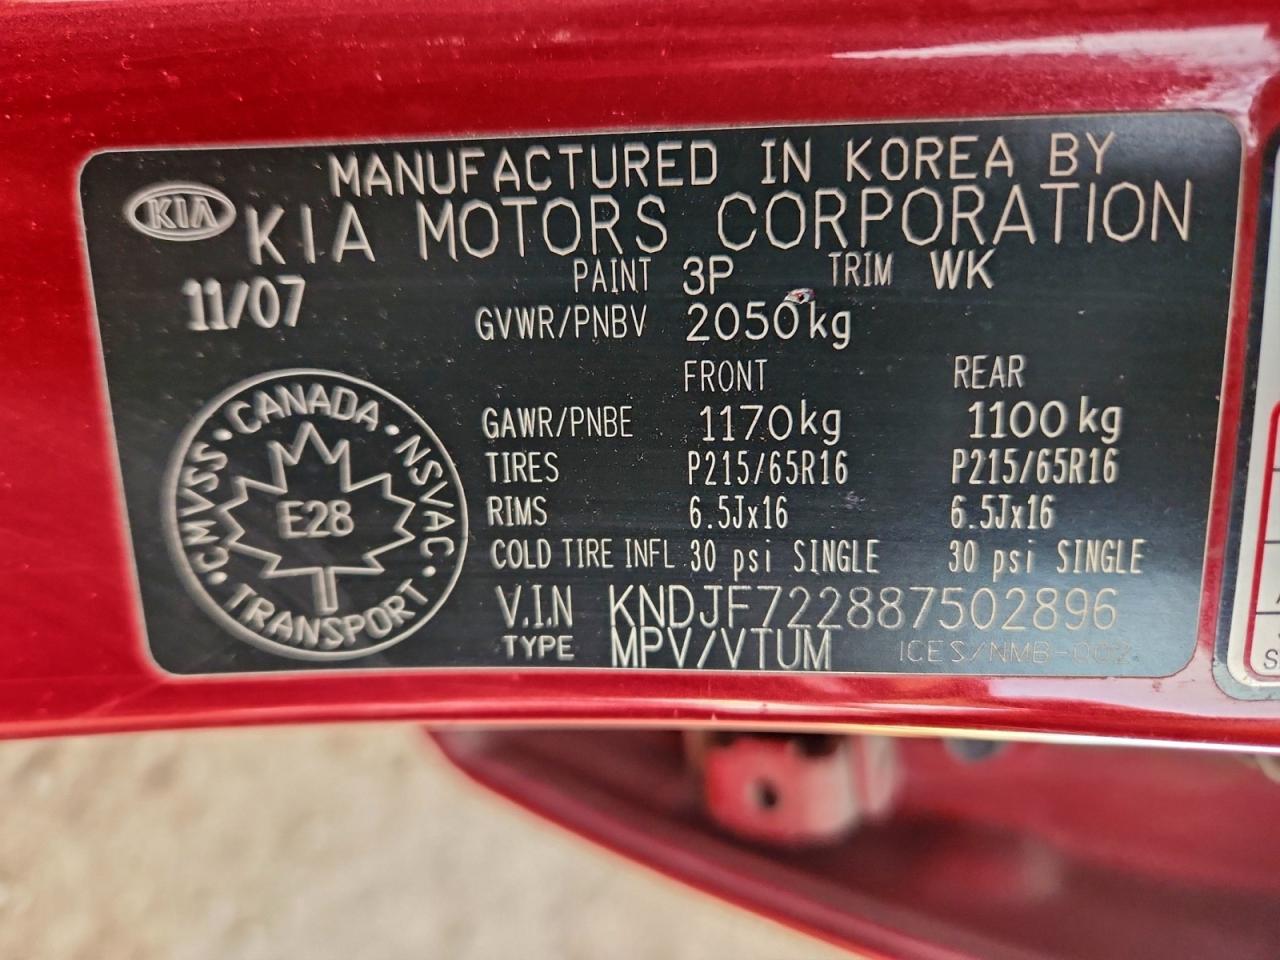 MANUFACTURED IN KOREA BY
KIA KIA MOTORS CORPORATION
11/07 PAINT 3P TRIM WK
GVWR/PNBV 2050kg
FRONT REAR
GAWR/PNBE 1170kg 1100kg
TIRES P215/65R16 P215/65R16
RIMS 6.5Jx16 6.5Jx16
COLD TIRE INFL 30 psi SINGLE 30 psi SINGLE
V.I.N KNDJF722887502896
TYPE MPV/VTUM ICES/NMB-002
CANADA · NSVAC · TRANSPORT · CMVSS ·
E28